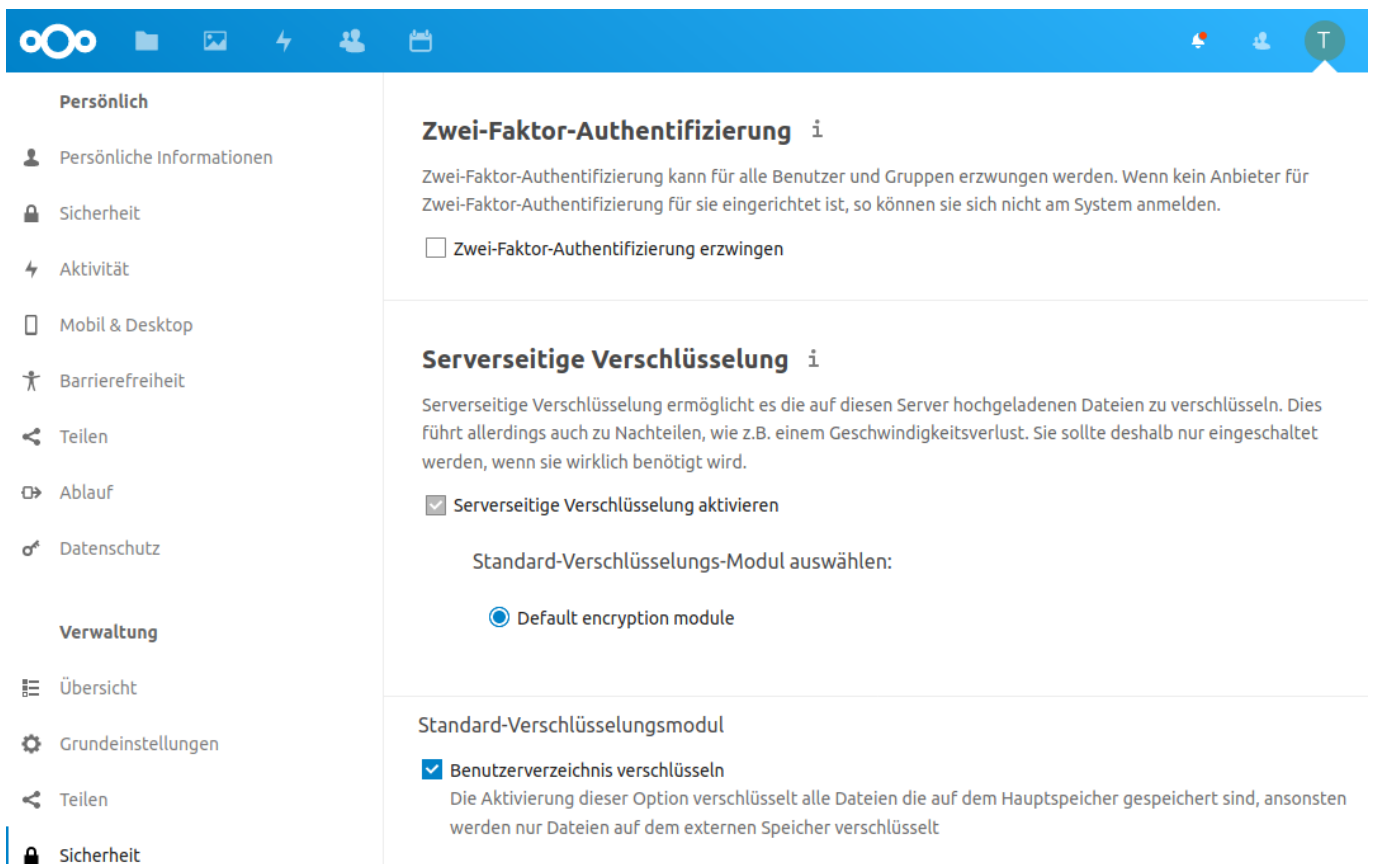 T
Persönlich
Persönliche Informationen
Sicherheit
Aktivität
Mobil & Desktop
Barrierefreiheit
Teilen
Ablauf
Datenschutz
Verwaltung
Übersicht
Grundeinstellungen
Teilen
Sicherheit
Zwei-Faktor-Authentifizierung i
Zwei-Faktor-Authentifizierung kann für alle Benutzer und Gruppen erzwungen werden. Wenn kein Anbieter für
Zwei-Faktor-Authentifizierung für sie eingerichtet ist, so können sie sich nicht am System anmelden.
Zwei-Faktor-Authentifizierung erzwingen
Serverseitige Verschlüsselung i
Serverseitige Verschlüsselung ermöglicht es die auf diesen Server hochgeladenen Dateien zu verschlüsseln. Dies
führt allerdings auch zu Nachteilen, wie z.B. einem Geschwindigkeitsverlust. Sie sollte deshalb nur eingeschaltet
werden, wenn sie wirklich benötigt wird.
Serverseitige Verschlüsselung aktivieren
Standard-Verschlüsselungs-Modul auswählen:
Default encryption module
Standard-Verschlüsselungsmodul
Benutzerverzeichnis verschlüsseln
Die Aktivierung dieser Option verschlüsselt alle Dateien die auf dem Hauptspeicher gespeichert sind, ansonsten
werden nur Dateien auf dem externen Speicher verschlüsselt